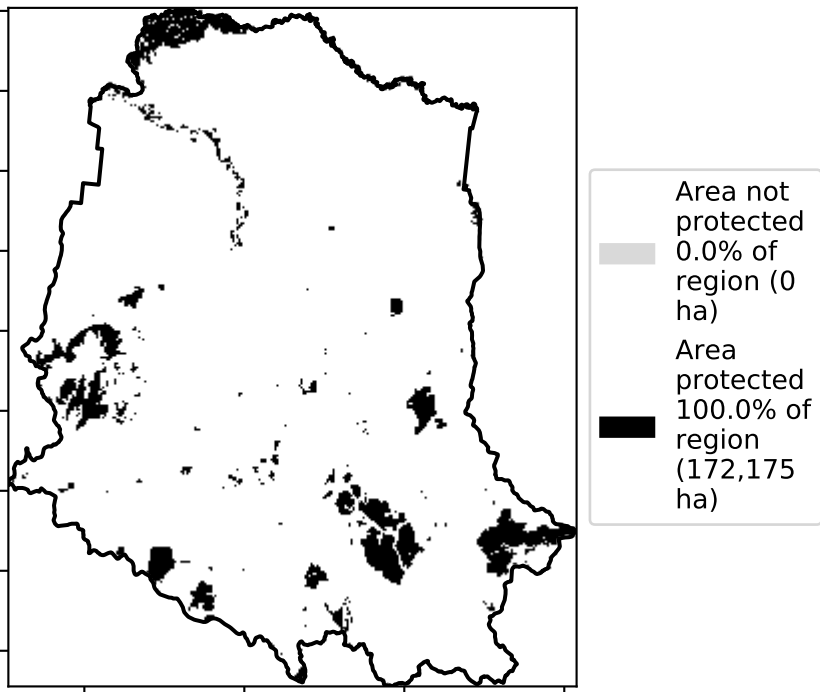 Area not
protected
0.0% of
region (0
ha)
Area
protected
100.0% of
region
(172,175
ha)